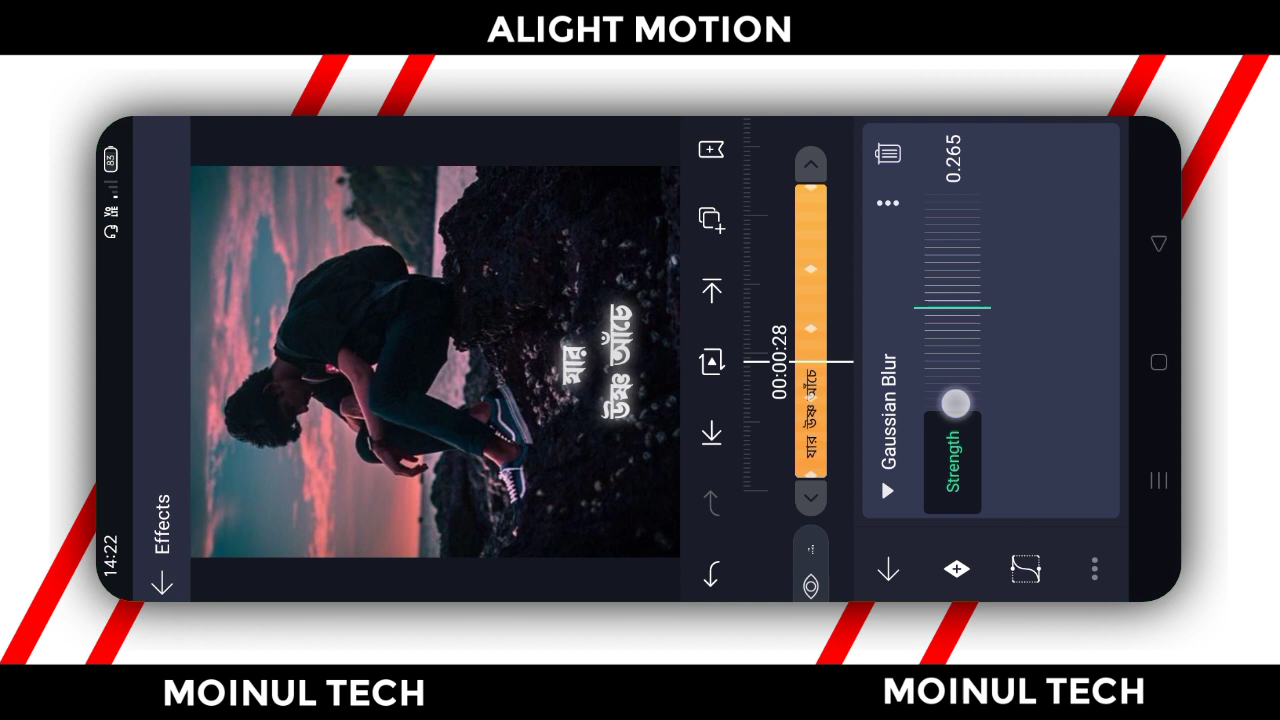 ALIGHT MOTION
14:22
83
Effects
যার
উষ্ণ আঁচে
00:00:28
যার উষ্ণ আঁচে
Gaussian Blur
Strength
0.265
MOINUL TECH
MOINUL TECH